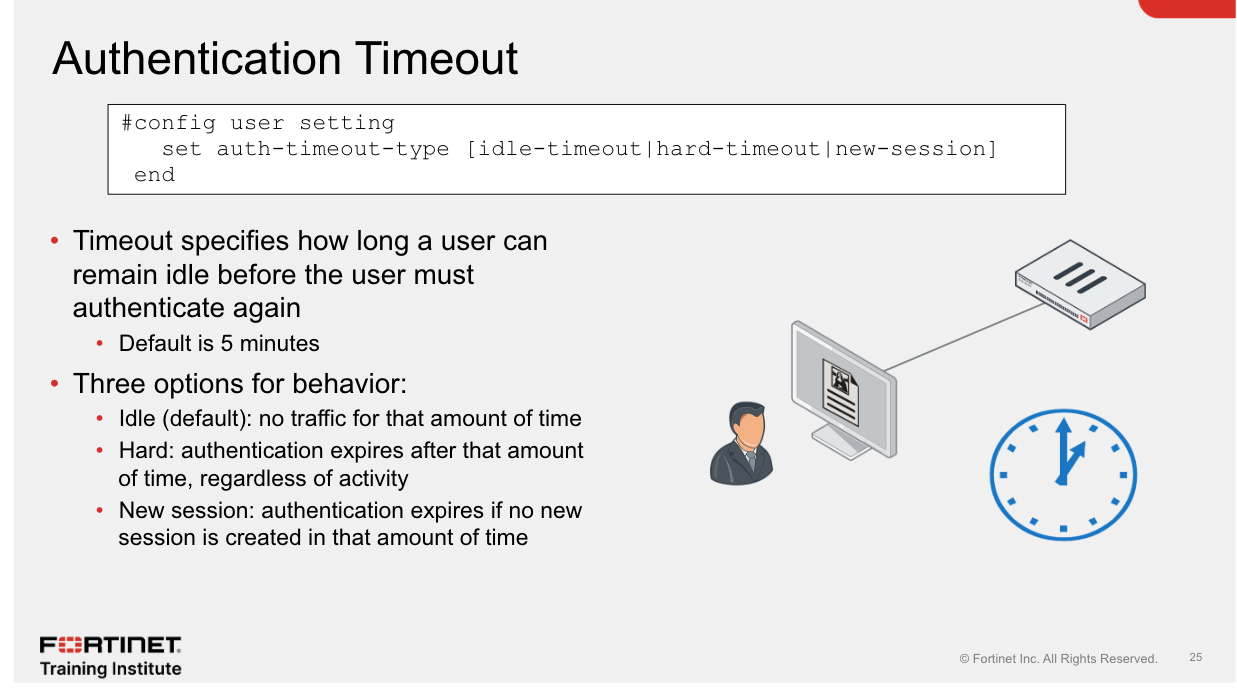 Authentication Timeout
#config user setting
set auth-timeout-type [idle-timeout|hard-timeout|new-session]
end
• Timeout specifies how long a user can
remain idle before the user must
authenticate again
• Default is 5 minutes
• Three options for behavior:
• Idle (default): no traffic for that amount of time
• Hard: authentication expires after that amount
of time, regardless of activity
• New session: authentication expires if no new
session is created in that amount of time
FORTINET
Training Institute
© Fortinet Inc. All Rights Reserved.
25